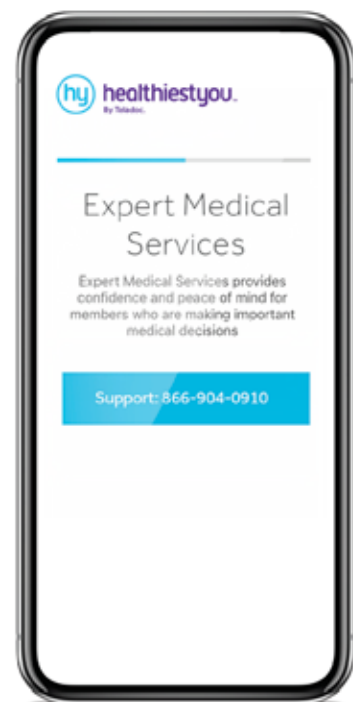 hy healthiestyou.
By Teladoc.
Expert Medical
Services
Expert Medical Services provides
confidence and peace of mind for
members who are making important
medical decisions
Support: 866-904-0910